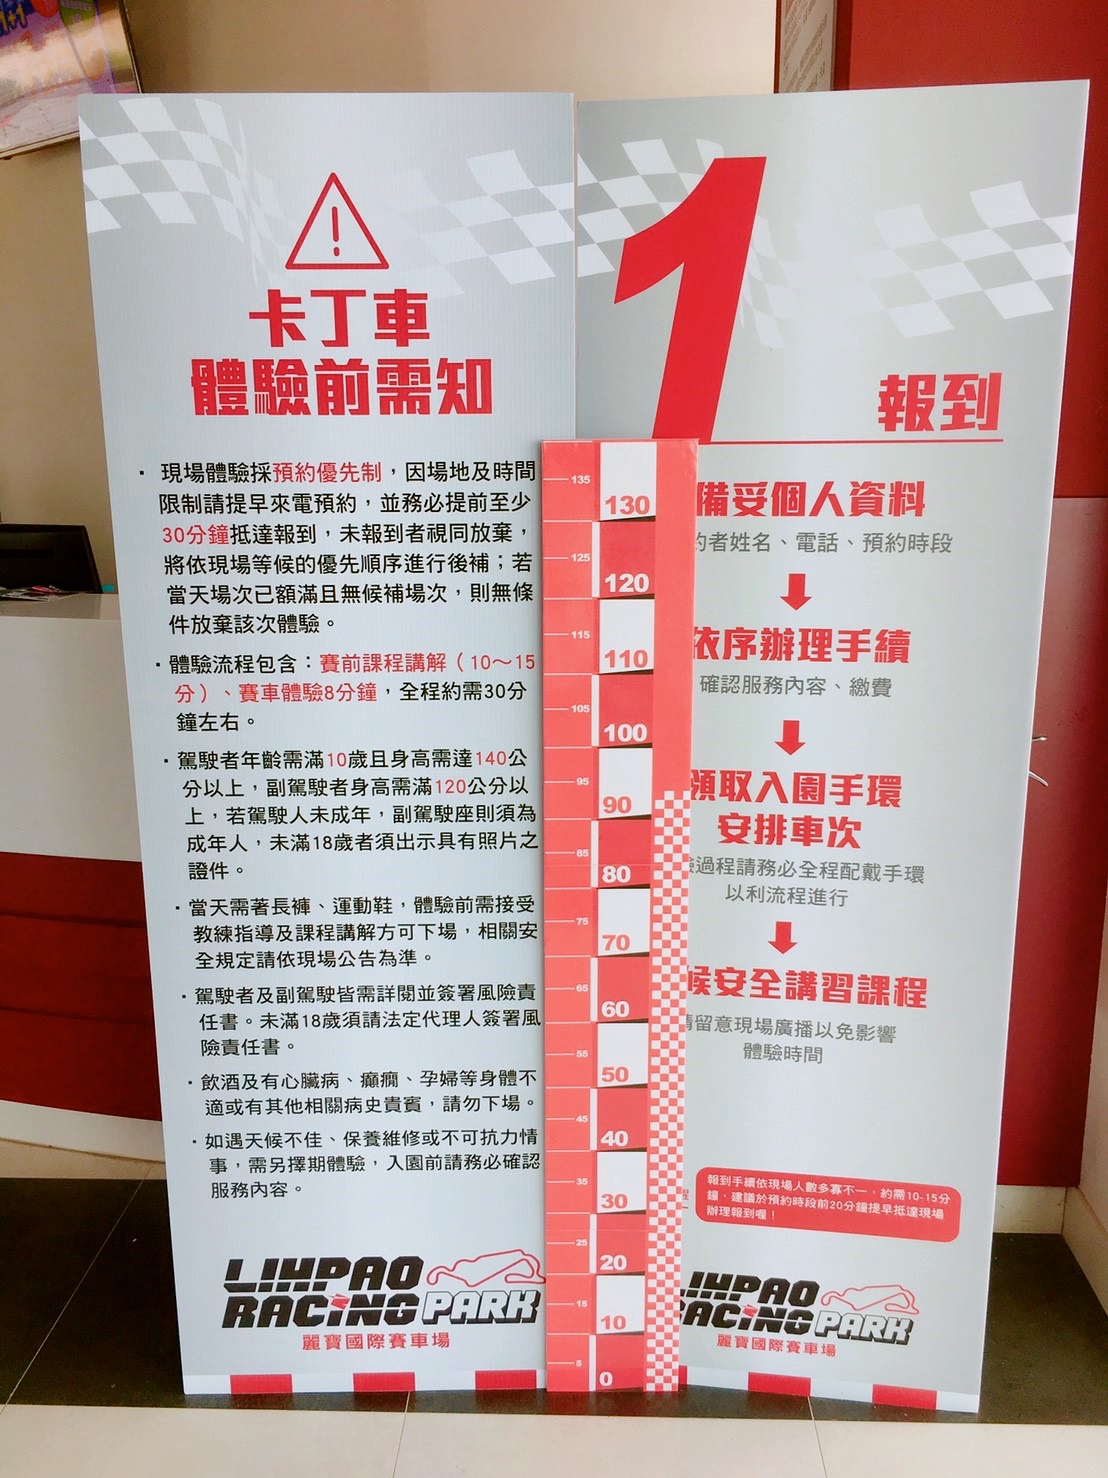 卡丁車
體驗前需知
· 現場體驗採預約優先制，因場地及時間
限制請提早來電預約，並務必提前至少
30分鐘抵達報到，未報到者視同放棄，
將依現場等候的優先順序進行後補；若
當天場次已額滿且無候補場次，則無條
件放棄該次體驗。
· 體驗流程包含：賽前課程講解（10～15
分）、賽車體驗8分鐘，全程約需30分
鐘左右。
· 駕駛者年齡需滿10歲且身高需達140公
分以上，副駕駛者身高需滿120公分以
上，若駕駛人未成年，副駕駛座則須為
成年人，未滿18歲者須出示具有照片之
證件。
· 當天需著長褲、運動鞋，體驗前需接受
教練指導及課程講解方可下場，相關安
全規定請依現場公告為準。
· 駕駛者及副駕駛皆需詳閱並簽署風險責
任書。未滿18歲須請法定代理人簽署風
險責任書。
· 飲酒及有心臟病、癲癇、孕婦等身體不
適或有其他相關病史貴賓，請勿下場。
· 如遇天候不佳、保養維修或不可抗力情
事，需另擇期體驗，入園前請務必確認
服務內容。
LIHPAO
RACING PARK
麗寶國際賽車場
135
130
125
120
115
110
105
100
95
90
85
80
75
70
65
60
55
50
45
40
35
30
25
20
15
10
5
0
1
報到
備妥個人資料
約者姓名、電話、預約時段
依序辦理手續
確認服務內容、繳費
領取入園手環
安排車次
過程請務必全程配戴手環
以利流程進行
候安全講習課程
請留意現場廣播以免影響
體驗時間
報到手續依現場人數多寡不一，約需10-15分
鐘，建議於預約時段前20分鐘提早抵達現場
辦理報到喔！
LIHPAO
RACING PARK
麗寶國際賽車場